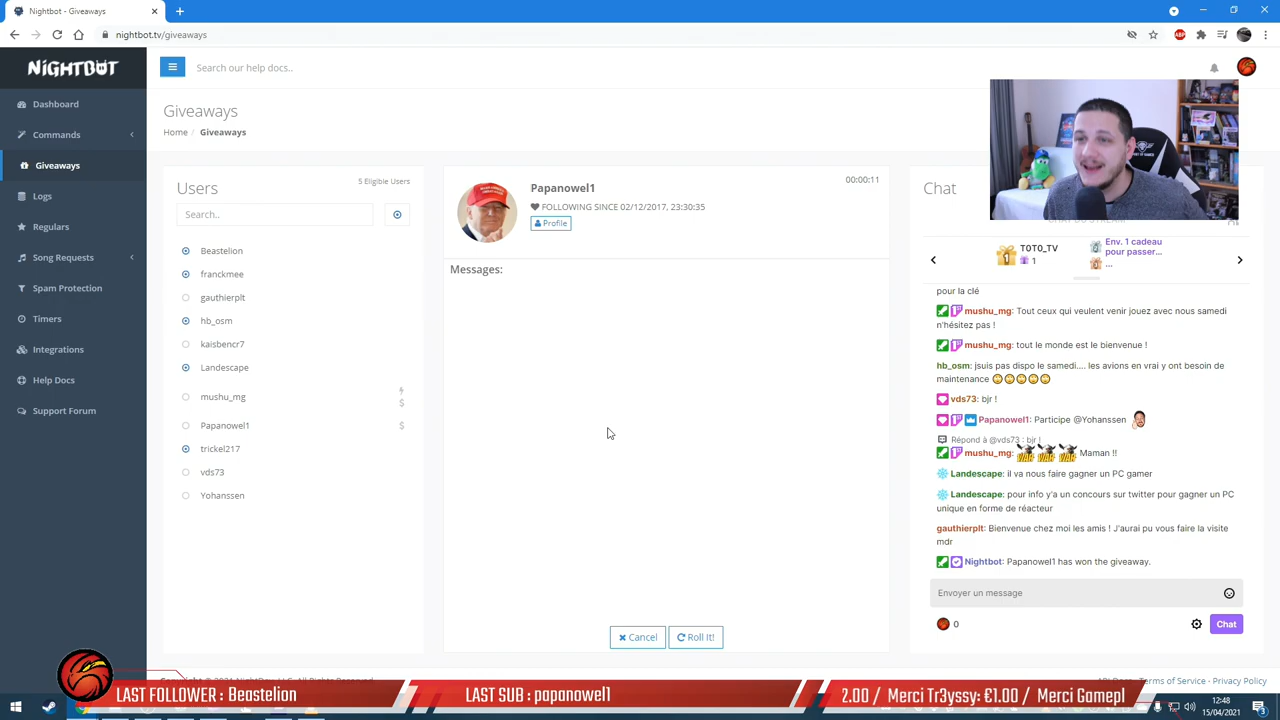 Nightbot - Giveaways
nightbot.tv/giveaways
NiGHTBOT
Search our help docs..
Dashboard
Commands
Giveaways
Logs
Regulars
Song Requests
Spam Protection
Timers
Integrations
Help Docs
Support Forum
Giveaways
Home / Giveaways
Users
5 Eligible Users
Search..
Beastelion
franckmee
gauthierplt
hb_osm
kaisbencr7
Landescape
mushu_mg
Papanowel1
trickel217
vds73
Yohanssen
Papanowel1
00:00:11
FOLLOWING SINCE 02/12/2017, 23:30:35
Profile
Messages:
Cancel
Roll It!
Chat
TOTO_TV
1
Env. 1 cadeau
pour passer...
...
pour la clé
mushu_mg: Tout ceux qui veulent venir jouez avec nous samedi
n'hésitez pas !
mushu_mg: tout le monde est le bienvenue !
hb_osm: jsuis pas dispo le samedi.... les avions en vrai y ont besoin de
maintenance
vds73: bjr !
Papanowel1: Participe @Yohanssen
Répond à @vds73 : bjr !
mushu_mg: Maman !!
Landescape: il va nous faire gagner un PC gamer
Landescape: pour info y'a un concours sur twitter pour gagner un PC
unique en forme de réacteur
gauthierplt: Bienvenue chez moi les amis ! J'aurai pu vous faire la visite
mdr
Nightbot: Papanowel1 has won the giveaway.
Envoyer un message
0
Chat
Terms of Service - Privacy Policy
LAST FOLLOWER : Beastelion
LAST SUB : papanowel1
2.00 / Merci Tr3yssy: €1.00 / Merci Gamepl
12:48
15/04/2021